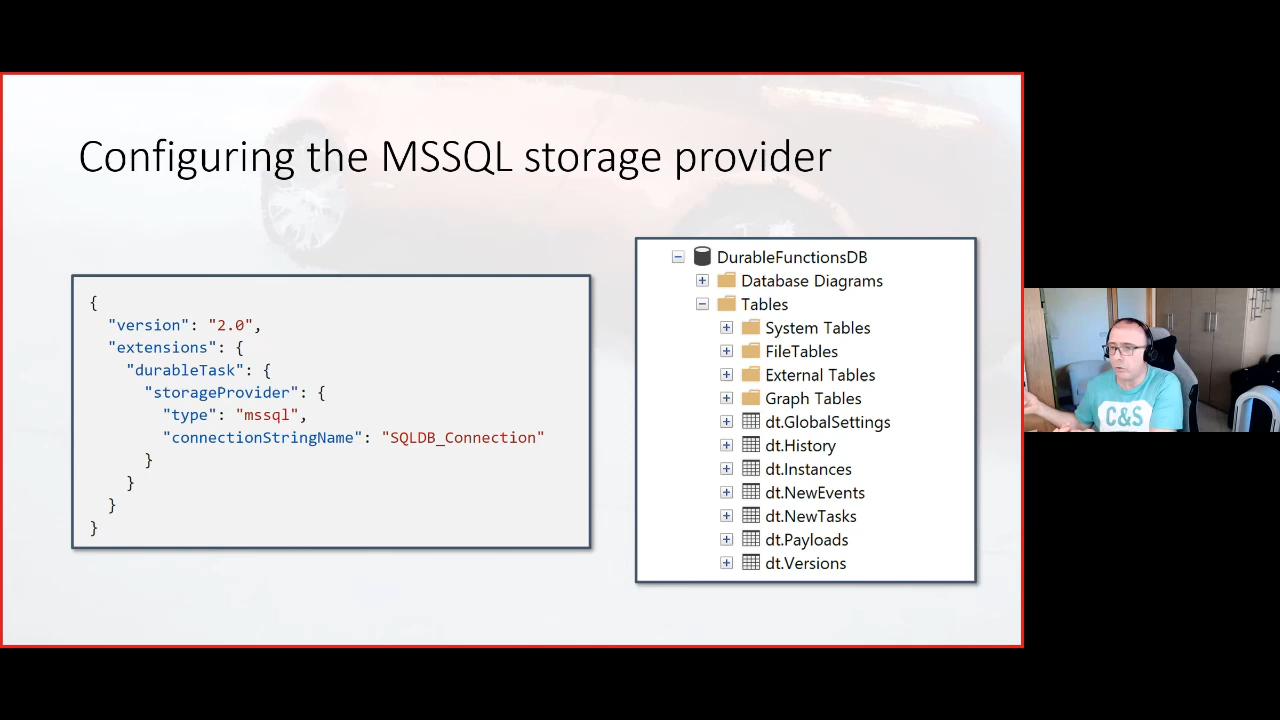 Configuring the MSSQL storage provider
{
"version": "2.0",
"extensions": {
"durableTask": {
"storageProvider": {
"type": "mssql",
"connectionStringName": "SQLDB_Connection"
}
}
}
}
DurableFunctionsDB
Database Diagrams
Tables
System Tables
FileTables
External Tables
Graph Tables
dt.GlobalSettings
dt.History
dt.Instances
dt.NewEvents
dt.NewTasks
dt.Payloads
dt.Versions
C&S